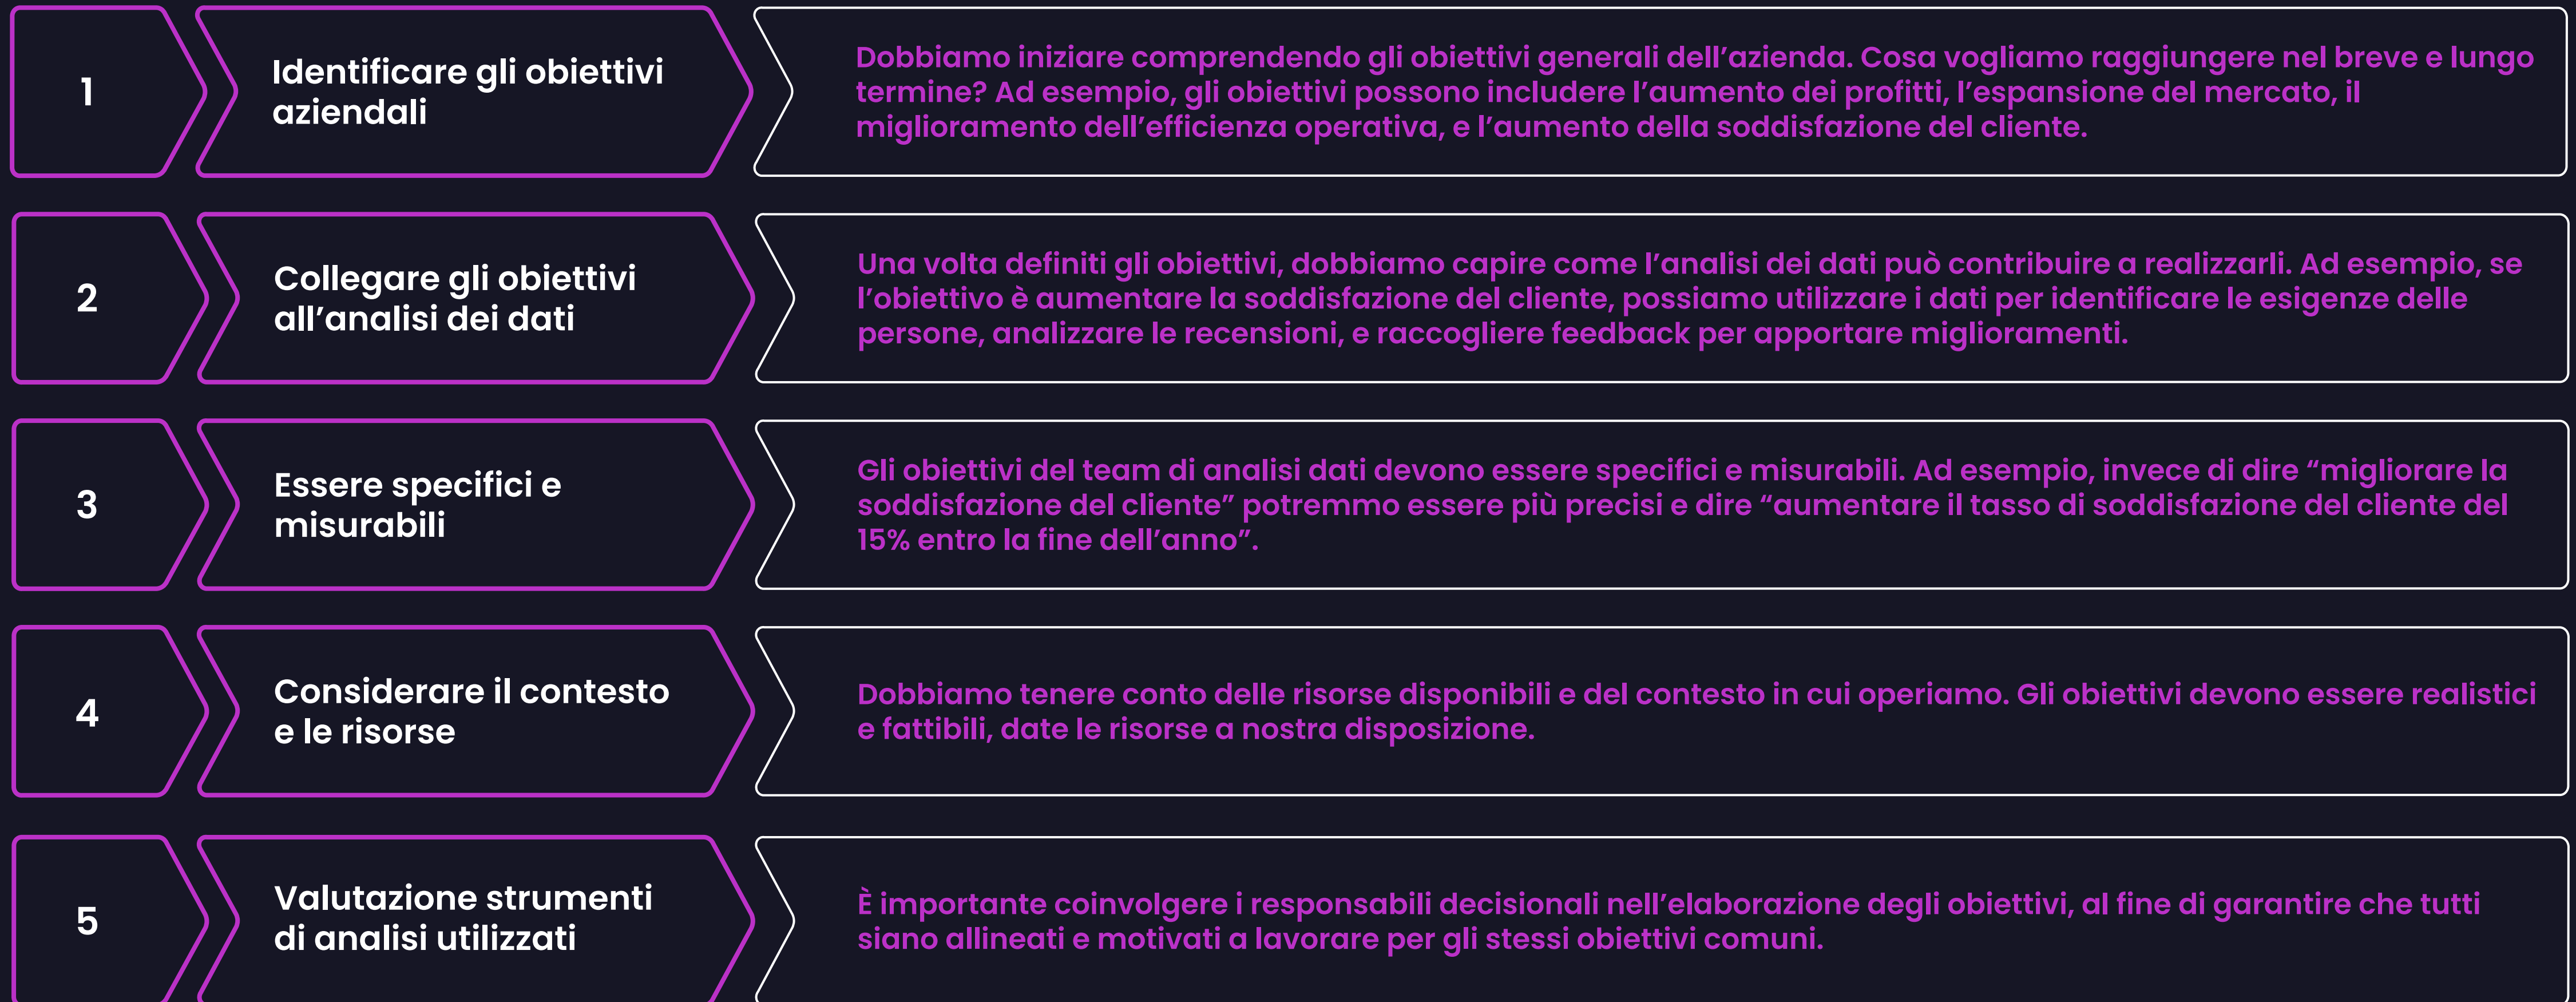 1
Identificare gli obiettivi
aziendali
Dobbiamo iniziare comprendendo gli obiettivi generali dell’azienda. Cosa vogliamo raggiungere nel breve e lungo
termine? Ad esempio, gli obiettivi possono includere l’aumento dei profitti, l’espansione del mercato, il
miglioramento dell’efficienza operativa, e l’aumento della soddisfazione del cliente.
2
Collegare gli obiettivi
all’analisi dei dati
Una volta definiti gli obiettivi, dobbiamo capire come l’analisi dei dati può contribuire a realizzarli. Ad esempio, se
l’obiettivo è aumentare la soddisfazione del cliente, possiamo utilizzare i dati per identificare le esigenze delle
persone, analizzare le recensioni, e raccogliere feedback per apportare miglioramenti.
3
Essere specifici e
misurabili
Gli obiettivi del team di analisi dati devono essere specifici e misurabili. Ad esempio, invece di dire “migliorare la
soddisfazione del cliente” potremmo essere più precisi e dire “aumentare il tasso di soddisfazione del cliente del
15% entro la fine dell’anno”.
4
Considerare il contesto
e le risorse
Dobbiamo tenere conto delle risorse disponibili e del contesto in cui operiamo. Gli obiettivi devono essere realistici
e fattibili, date le risorse a nostra disposizione.
5
Valutazione strumenti
di analisi utilizzati
È importante coinvolgere i responsabili decisionali nell’elaborazione degli obiettivi, al fine di garantire che tutti
siano allineati e motivati a lavorare per gli stessi obiettivi comuni.